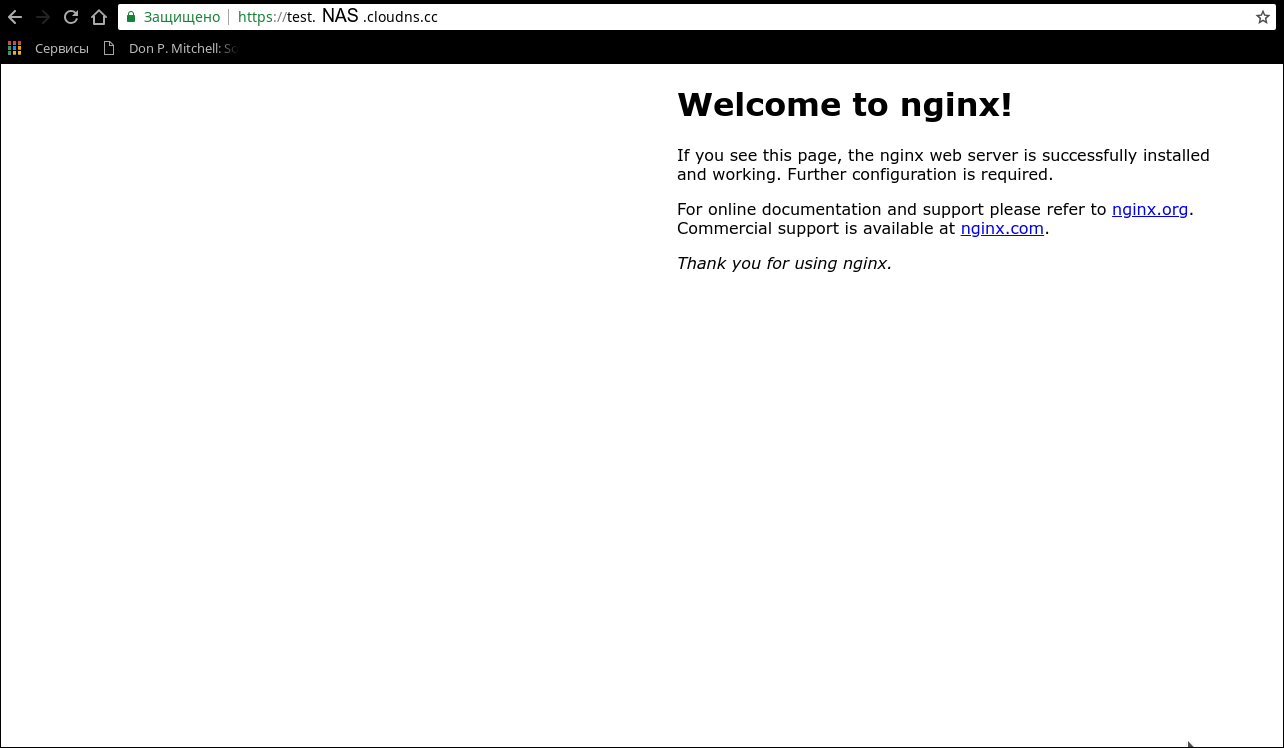 Защищено https://test. NAS .cloudns.cc
Сервисы Don P. Mitchell: So
Welcome to nginx!
If you see this page, the nginx web server is successfully installed
and working. Further configuration is required.
For online documentation and support please refer to nginx.org.
Commercial support is available at nginx.com.
Thank you for using nginx.